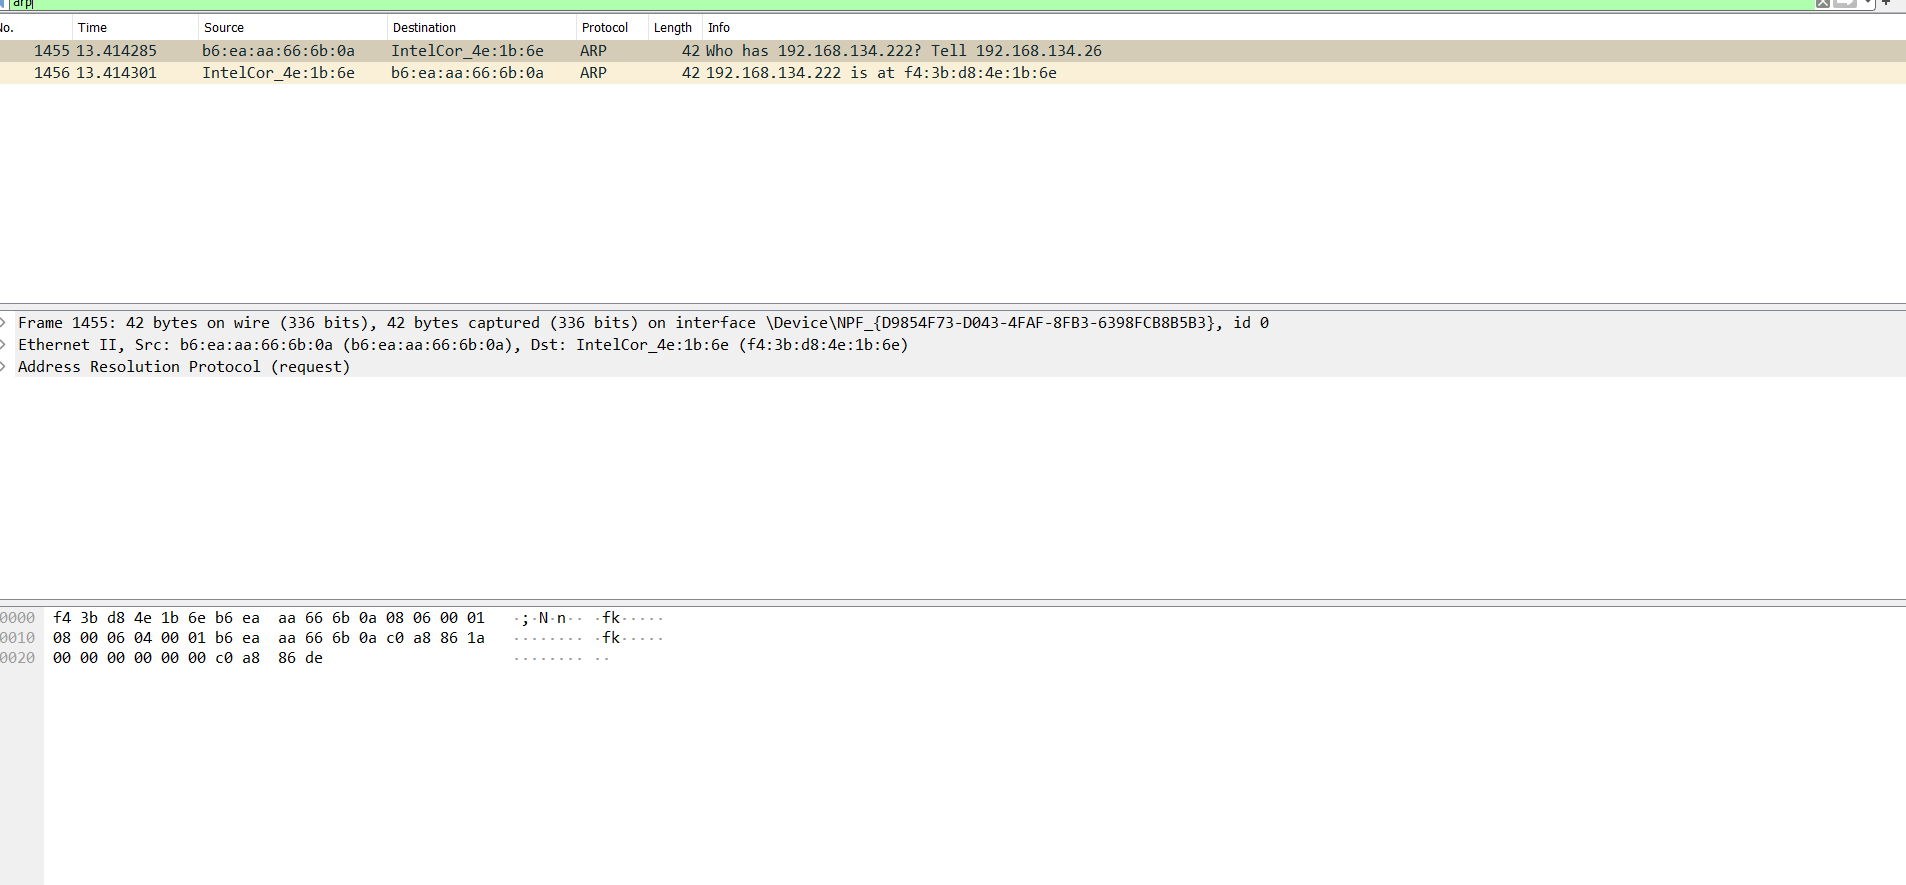 arp
No. Time Source Destination Protocol Length Info
1455 13.414285 b6:ea:aa:66:6b:0a IntelCor_4e:1b:6e ARP 42 Who has 192.168.134.222? Tell 192.168.134.26
1456 13.414301 IntelCor_4e:1b:6e b6:ea:aa:66:6b:0a ARP 42 192.168.134.222 is at f4:3b:d8:4e:1b:6e
Frame 1455: 42 bytes on wire (336 bits), 42 bytes captured (336 bits) on interface \Device\NPF_{D9854F73-D043-4FAF-8FB3-6398FCB8B5B3}, id 0
Ethernet II, Src: b6:ea:aa:66:6b:0a (b6:ea:aa:66:6b:0a), Dst: IntelCor_4e:1b:6e (f4:3b:d8:4e:1b:6e)
Address Resolution Protocol (request)
0000 f4 3b d8 4e 1b 6e b6 ea aa 66 6b 0a 08 06 00 01 ·;·N·n·· ·fk·····
0010 08 00 06 04 00 01 b6 ea aa 66 6b 0a c0 a8 86 1a ········ ·fk·····
0020 00 00 00 00 00 00 c0 a8 86 de ········ ··